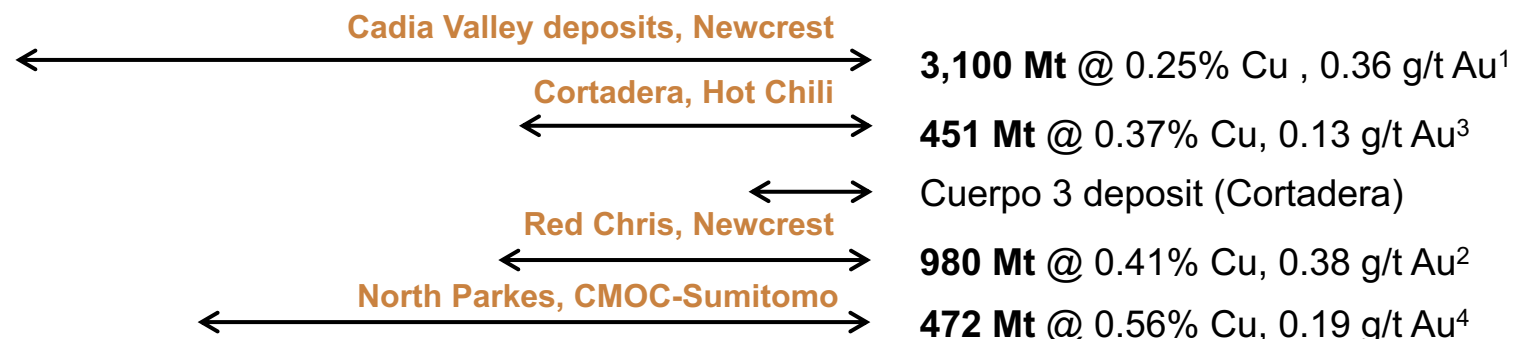 Cadia Valley deposits, Newcrest
3,100 Mt @ 0.25% Cu , 0.36 g/t Au¹
Cortadera, Hot Chili
451 Mt @ 0.37% Cu, 0.13 g/t Au³
Cuerpo 3 deposit (Cortadera)
Red Chris, Newcrest
980 Mt @ 0.41% Cu, 0.38 g/t Au²
North Parkes, CMOC-Sumitomo
472 Mt @ 0.56% Cu, 0.19 g/t Au⁴